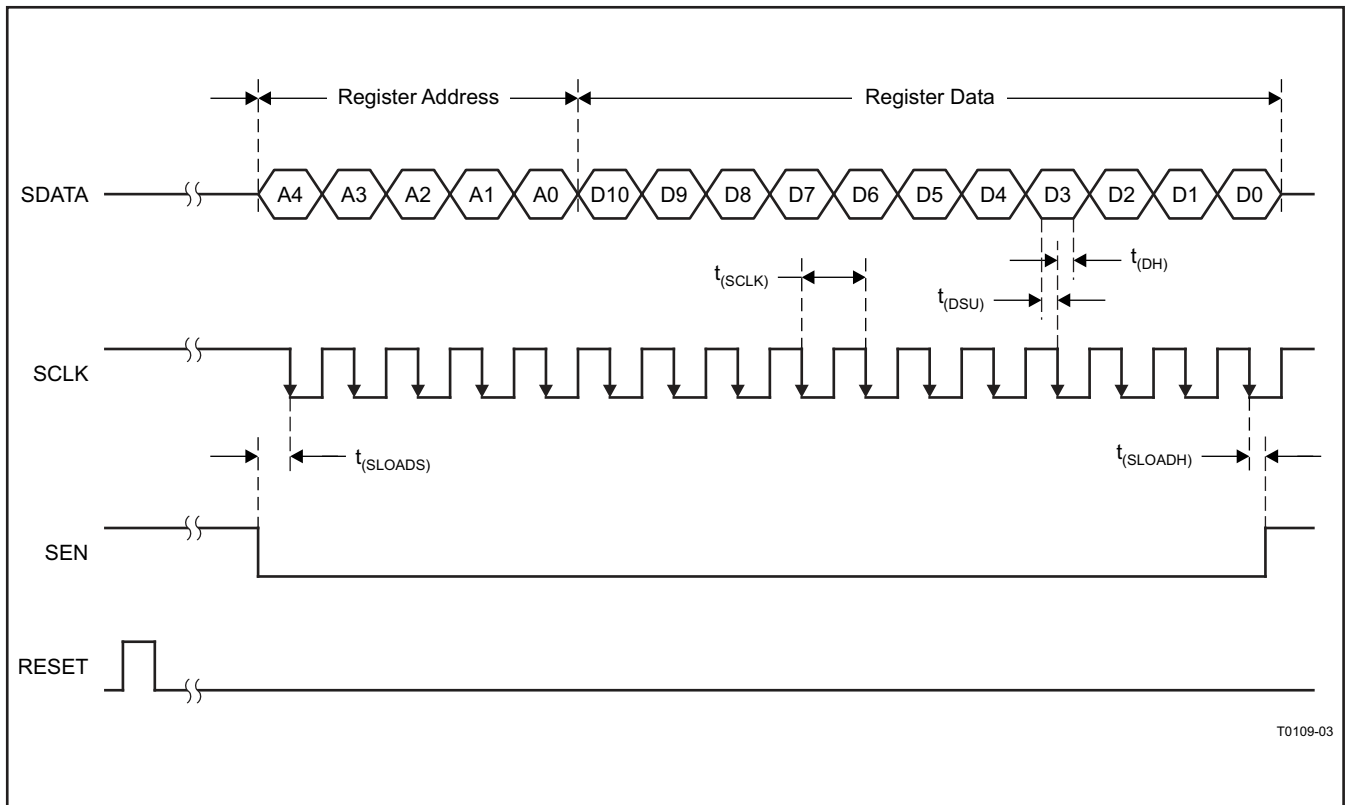 Register Address
Register Data
SDATA
A4 A3 A2 A1 A0 D10 D9 D8 D7 D6 D5 D4 D3 D2 D1 D0
t(SCLK)
t(DH)
t(DSU)
SCLK
t(SLOADS)
t(SLOADH)
SEN
RESET
T0109-03